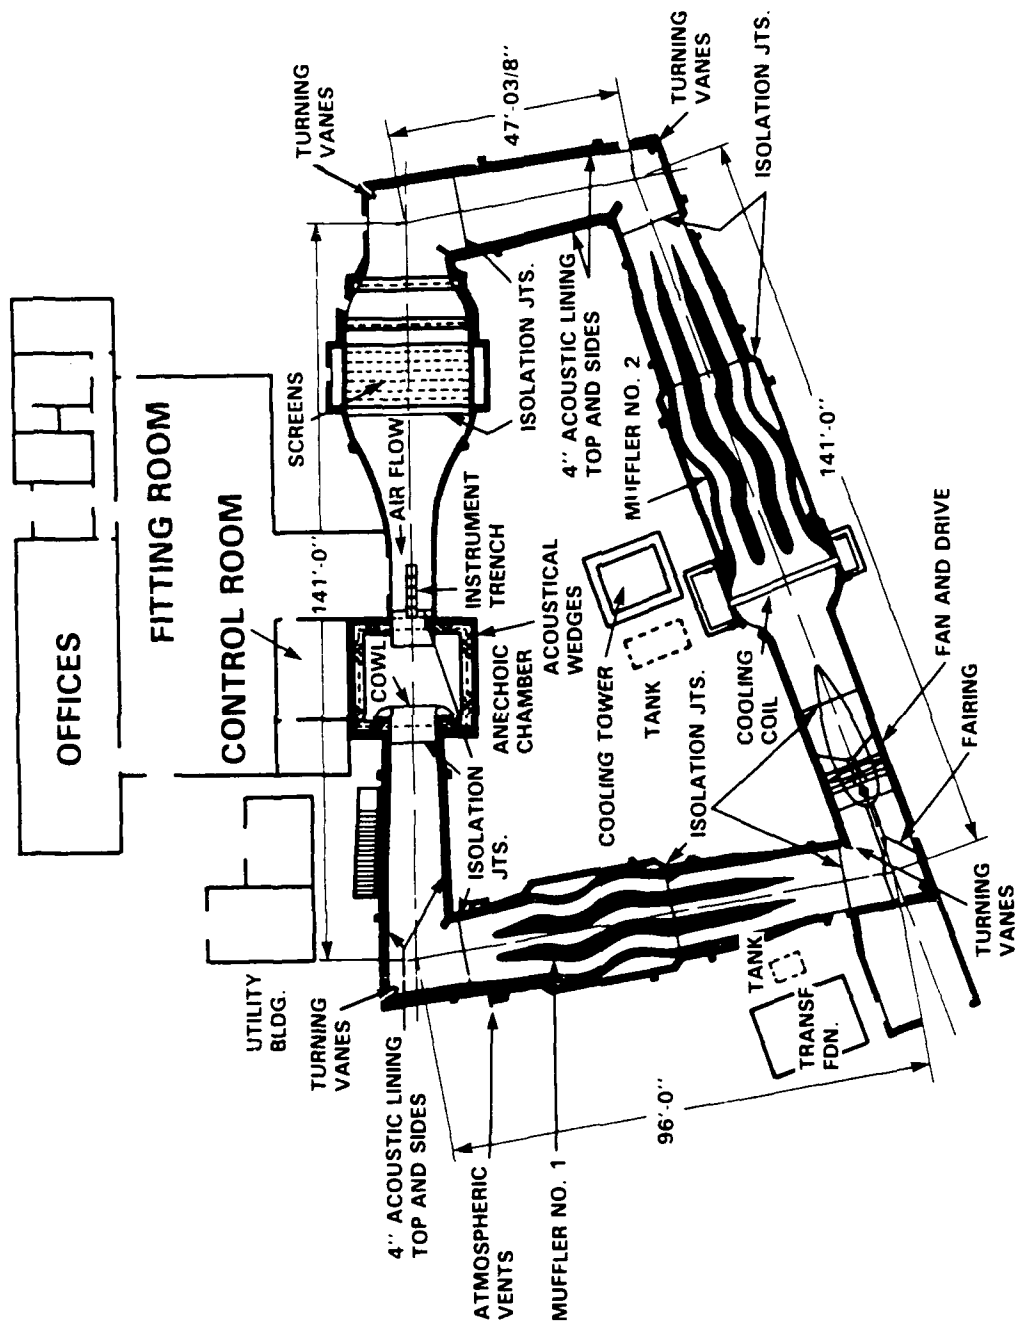 OFFICES
FITTING ROOM
CONTROL ROOM
UTILITY
BLDG.
TURNING
VANES
4'' ACOUSTIC LINING
TOP AND SIDES
ATMOSPHERIC
VENTS
MUFFLER NO. 1
96'-0''
141'-0''
SCREENS
TURNING
VANES
AIR FLOW
COWL
INSTRUMENT
TRENCH
ISOLATION JTS.
ANECHOIC
CHAMBER
ACOUSTICAL
WEDGES
ISOLATION
JTS.
47'-03/8''
TURNING
VANES
ISOLATION JTS.
4'' ACOUSTIC LINING
TOP AND SIDES
MUFFLER NO. 2
COOLING TOWER
TANK
ISOLATION JTS.
COOLING
COIL
141'-0''
FAN AND DRIVE
FAIRING
TURNING
VANES
TANK
TRANSF
FDN.